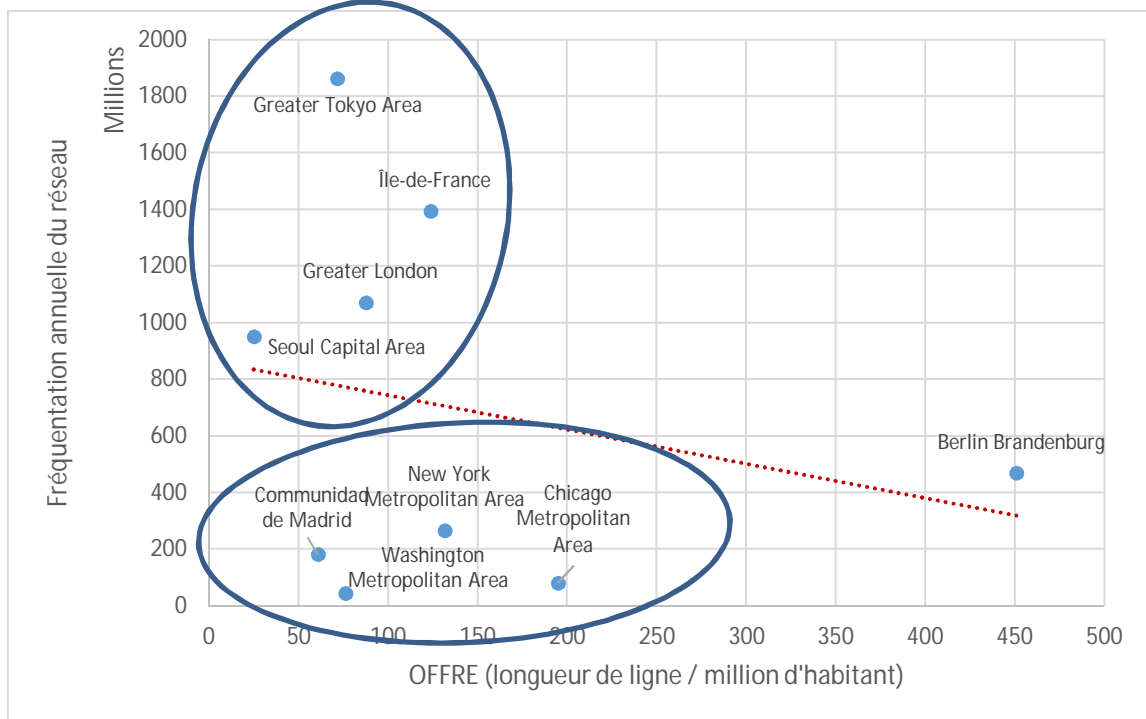 Millions
Fréquentation annuelle du réseau
2000
1800
1600
1400
1200
1000
800
600
400
200
0
Greater Tokyo Area
Île-de-France
Greater London
Seoul Capital Area
Berlin Brandenburg
New York
Metropolitan Area
Communidad
de Madrid
Chicago
Metropolitan
Area
Washington
Metropolitan Area
0 50 100 150 200 250 300 350 400 450 500
OFFRE (longueur de ligne / million d'habitant)